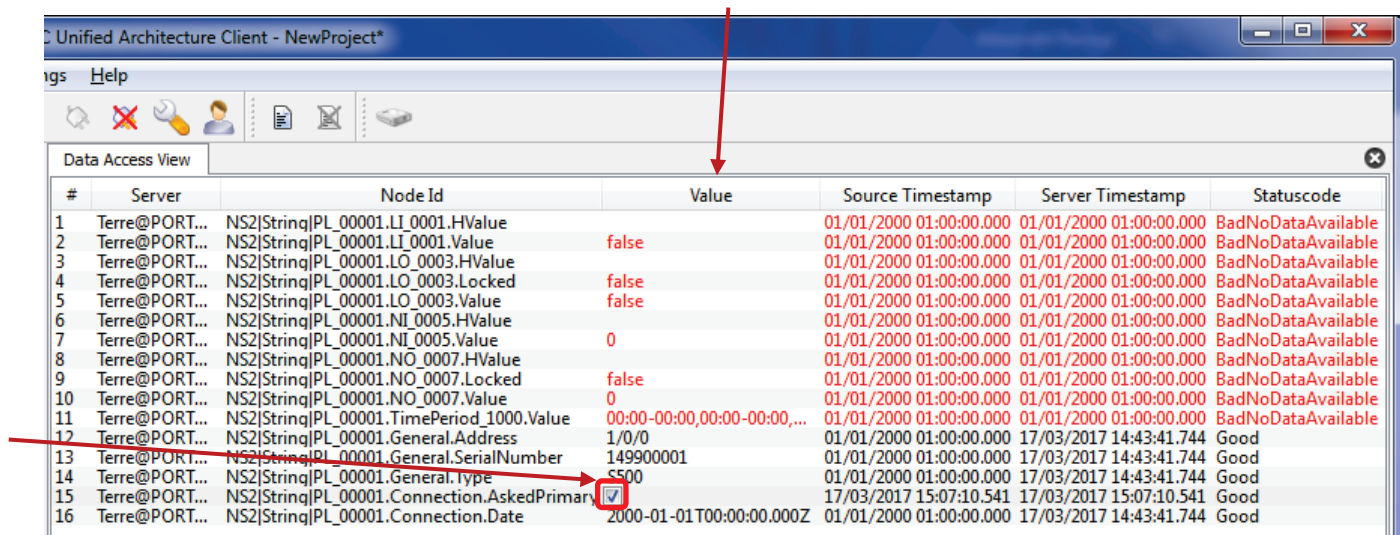 C Unified Architecture Client - NewProject*
ngs Help
Data Access View
# Server Node Id Value Source Timestamp Server Timestamp Statuscode
1 Terre@PORT... NS2|String|PL_00001.LI_0001.HValue 01/01/2000 01:00:00.000 01/01/2000 01:00:00.000 BadNoDataAvailable
2 Terre@PORT... NS2|String|PL_00001.LI_0001.Value false 01/01/2000 01:00:00.000 01/01/2000 01:00:00.000 BadNoDataAvailable
3 Terre@PORT... NS2|String|PL_00001.LO_0003.HValue 01/01/2000 01:00:00.000 01/01/2000 01:00:00.000 BadNoDataAvailable
4 Terre@PORT... NS2|String|PL_00001.LO_0003.Locked false 01/01/2000 01:00:00.000 01/01/2000 01:00:00.000 BadNoDataAvailable
5 Terre@PORT... NS2|String|PL_00001.LO_0003.Value false 01/01/2000 01:00:00.000 01/01/2000 01:00:00.000 BadNoDataAvailable
6 Terre@PORT... NS2|String|PL_00001.NI_0005.HValue 01/01/2000 01:00:00.000 01/01/2000 01:00:00.000 BadNoDataAvailable
7 Terre@PORT... NS2|String|PL_00001.NI_0005.Value 0 01/01/2000 01:00:00.000 01/01/2000 01:00:00.000 BadNoDataAvailable
8 Terre@PORT... NS2|String|PL_00001.NO_0007.HValue 01/01/2000 01:00:00.000 01/01/2000 01:00:00.000 BadNoDataAvailable
9 Terre@PORT... NS2|String|PL_00001.NO_0007.Locked false 01/01/2000 01:00:00.000 01/01/2000 01:00:00.000 BadNoDataAvailable
10 Terre@PORT... NS2|String|PL_00001.NO_0007.Value 0 01/01/2000 01:00:00.000 01/01/2000 01:00:00.000 BadNoDataAvailable
11 Terre@PORT... NS2|String|PL_00001.TimePeriod_1000.Value 00:00-00:00,00:00-00:00,... 01/01/2000 01:00:00.000 01/01/2000 01:00:00.000 BadNoDataAvailable
12 Terre@PORT... NS2|String|PL_00001.General.Address 1/0/0 01/01/2000 01:00:00.000 17/03/2017 14:43:41.744 Good
13 Terre@PORT... NS2|String|PL_00001.General.SerialNumber 149900001 01/01/2000 01:00:00.000 17/03/2017 14:43:41.744 Good
14 Terre@PORT... NS2|String|PL_00001.General.Type S500 01/01/2000 01:00:00.000 17/03/2017 14:43:41.744 Good
15 Terre@PORT... NS2|String|PL_00001.Connection.AskedPrimary 17/03/2017 15:07:10.541 17/03/2017 15:07:10.541 Good
16 Terre@PORT... NS2|String|PL_00001.Connection.Date 2000-01-01T00:00:00.000Z 01/01/2000 01:00:00.000 17/03/2017 14:43:41.744 Good